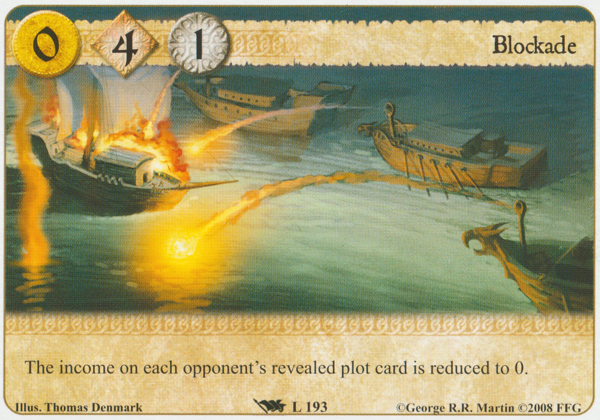 0 4 1 Blockade
The income on each opponent's revealed plot card is reduced to 0.
Illus. Thomas Denmark L 193 ©George R.R. Martin ©2008 FFG